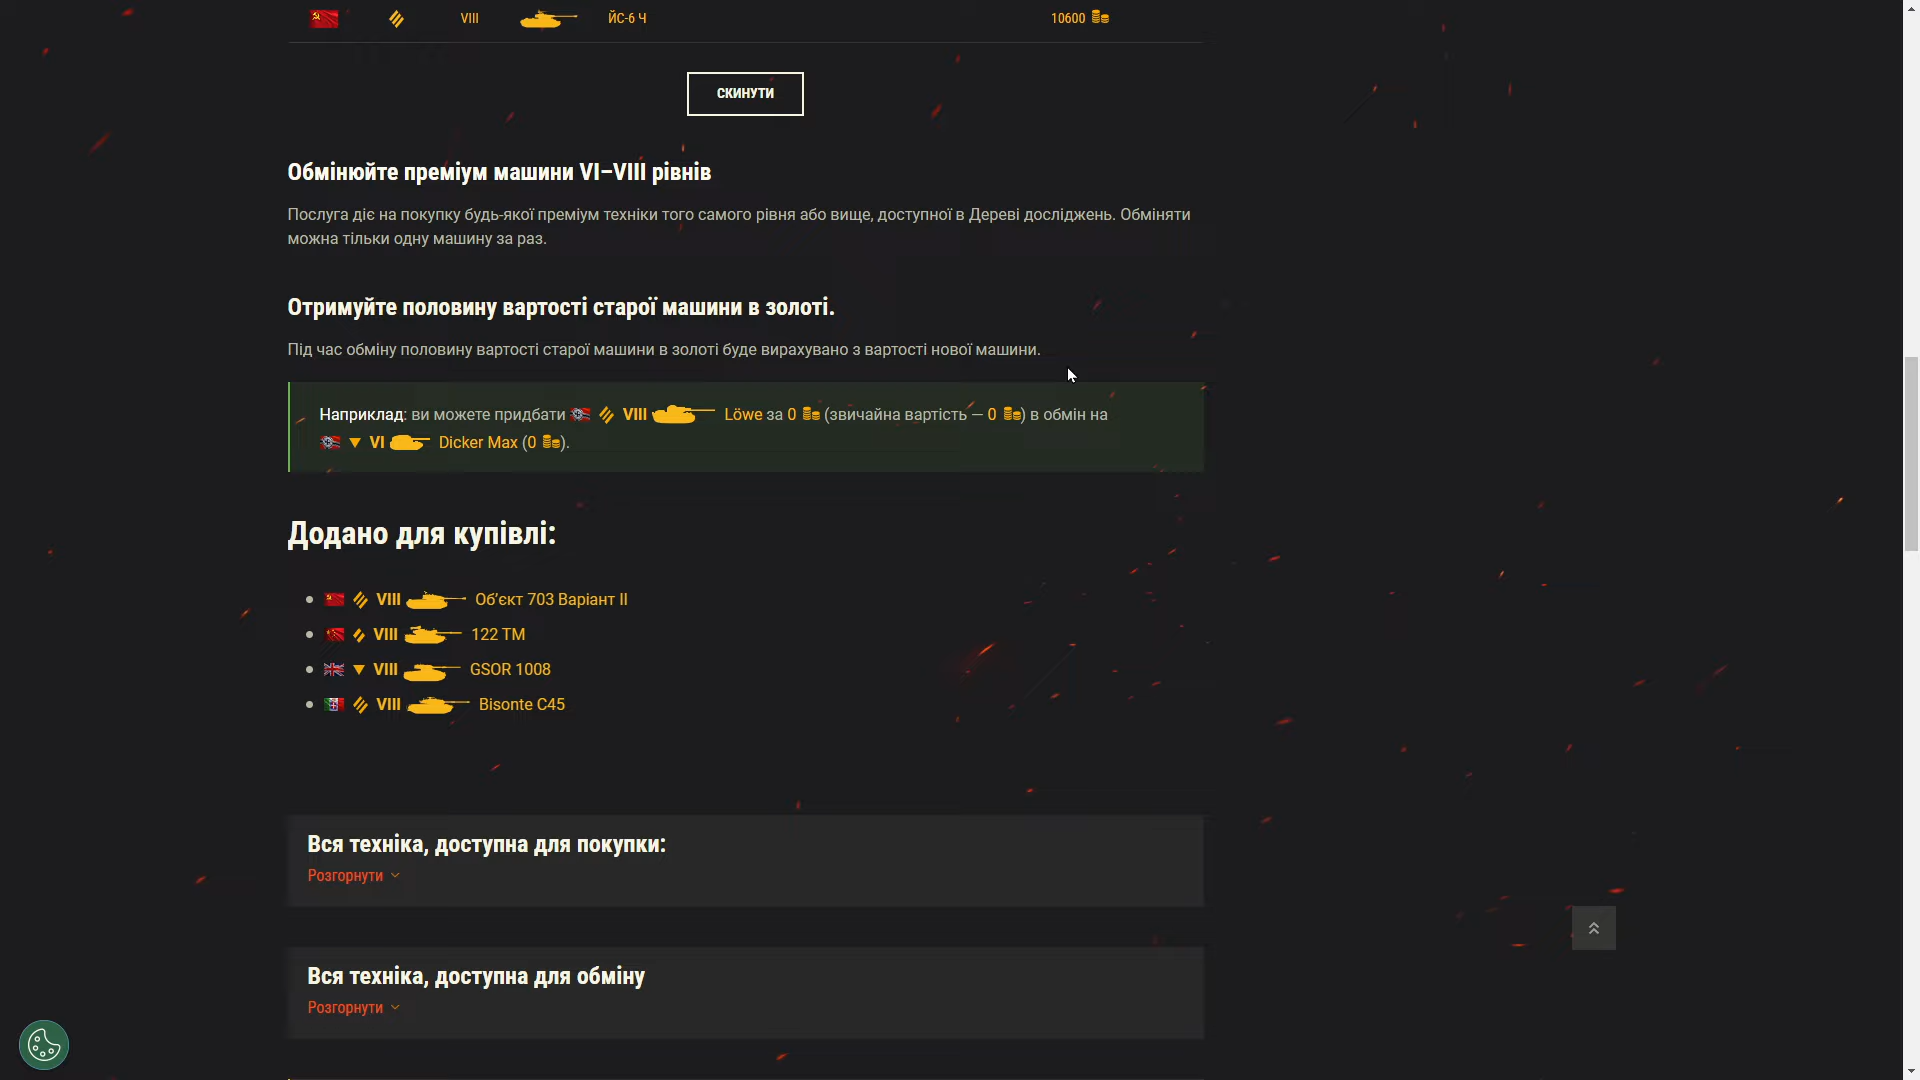 VIII ЙС-6 Ч 10600
СКИНУТИ
Обмінюйте преміум машини VI–VIII рівнів
Послуга діє на покупку будь-якої преміум техніки того самого рівня або вище, доступної в Дереві досліджень. Обміняти
можна тільки одну машину за раз.
Отримуйте половину вартості старої машини в золоті.
Під час обміну половину вартості старої машини в золоті буде вирахувано з вартості нової машини.
Наприклад: ви можете придбати VIII Löwe за 0 (звичайна вартість — 0 ) в обмін на
VI Dicker Max (0 ).
Додано для купівлі:
VIII Об’єкт 703 Варіант II
VIII 122 TM
VIII GSOR 1008
VIII Bisonte C45
Вся техніка, доступна для покупки:
Розгорнути
Вся техніка, доступна для обміну
Розгорнути